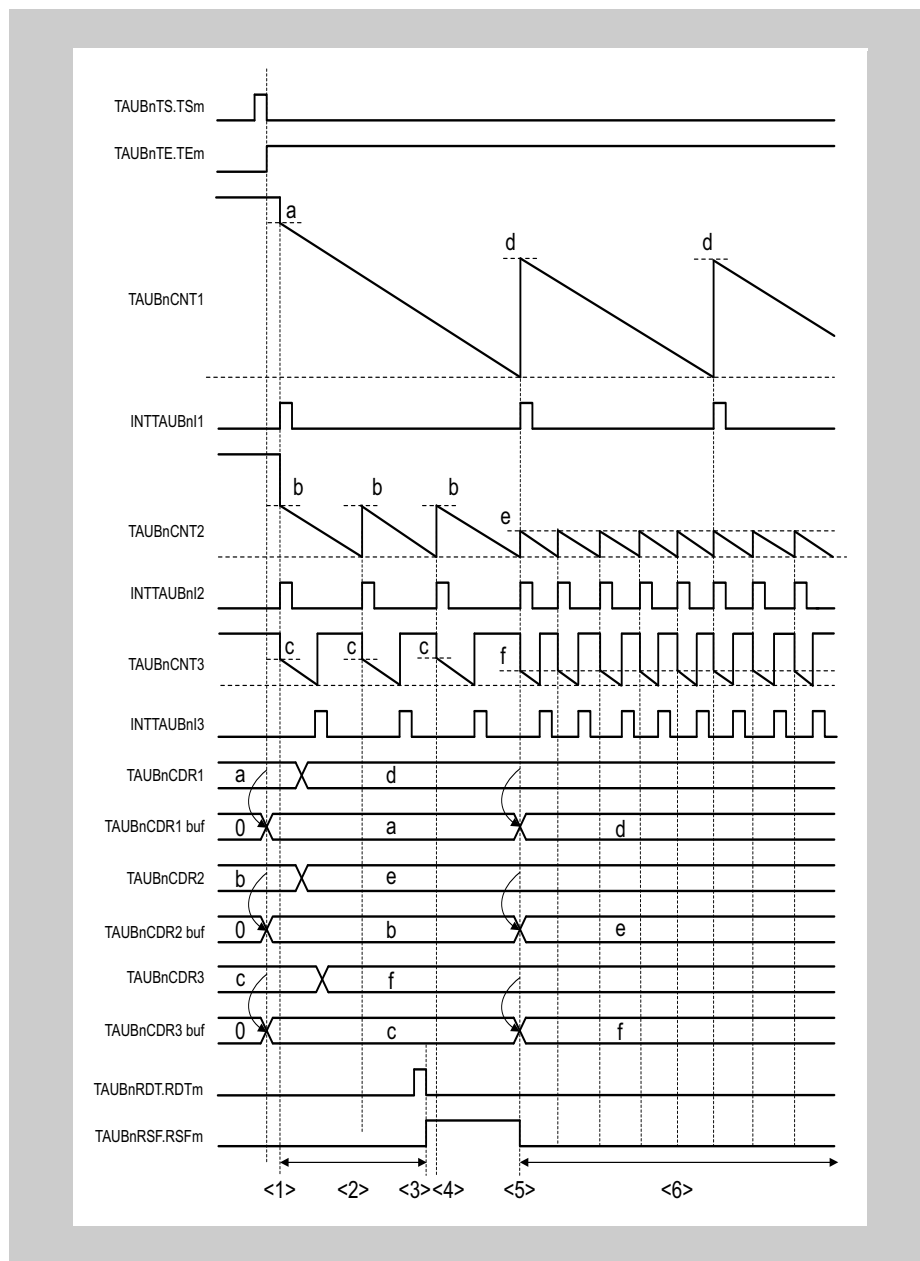 TAUBnTS.TSm
TAUBnTE.TEm
a
d d
TAUBnCNT1
INTTAUBnI1
b b b
e
TAUBnCNT2
INTTAUBnI2
c c c f
TAUBnCNT3
INTTAUBnI3
TAUBnCDR1 a d
TAUBnCDR1 buf 0 a d
TAUBnCDR2 b e
TAUBnCDR2 buf 0 b e
TAUBnCDR3 c f
TAUBnCDR3 buf 0 c f
TAUBnRDT.RDTm
TAUBnRSF.RSFm
<1> <2> <3><4> <5> <6>